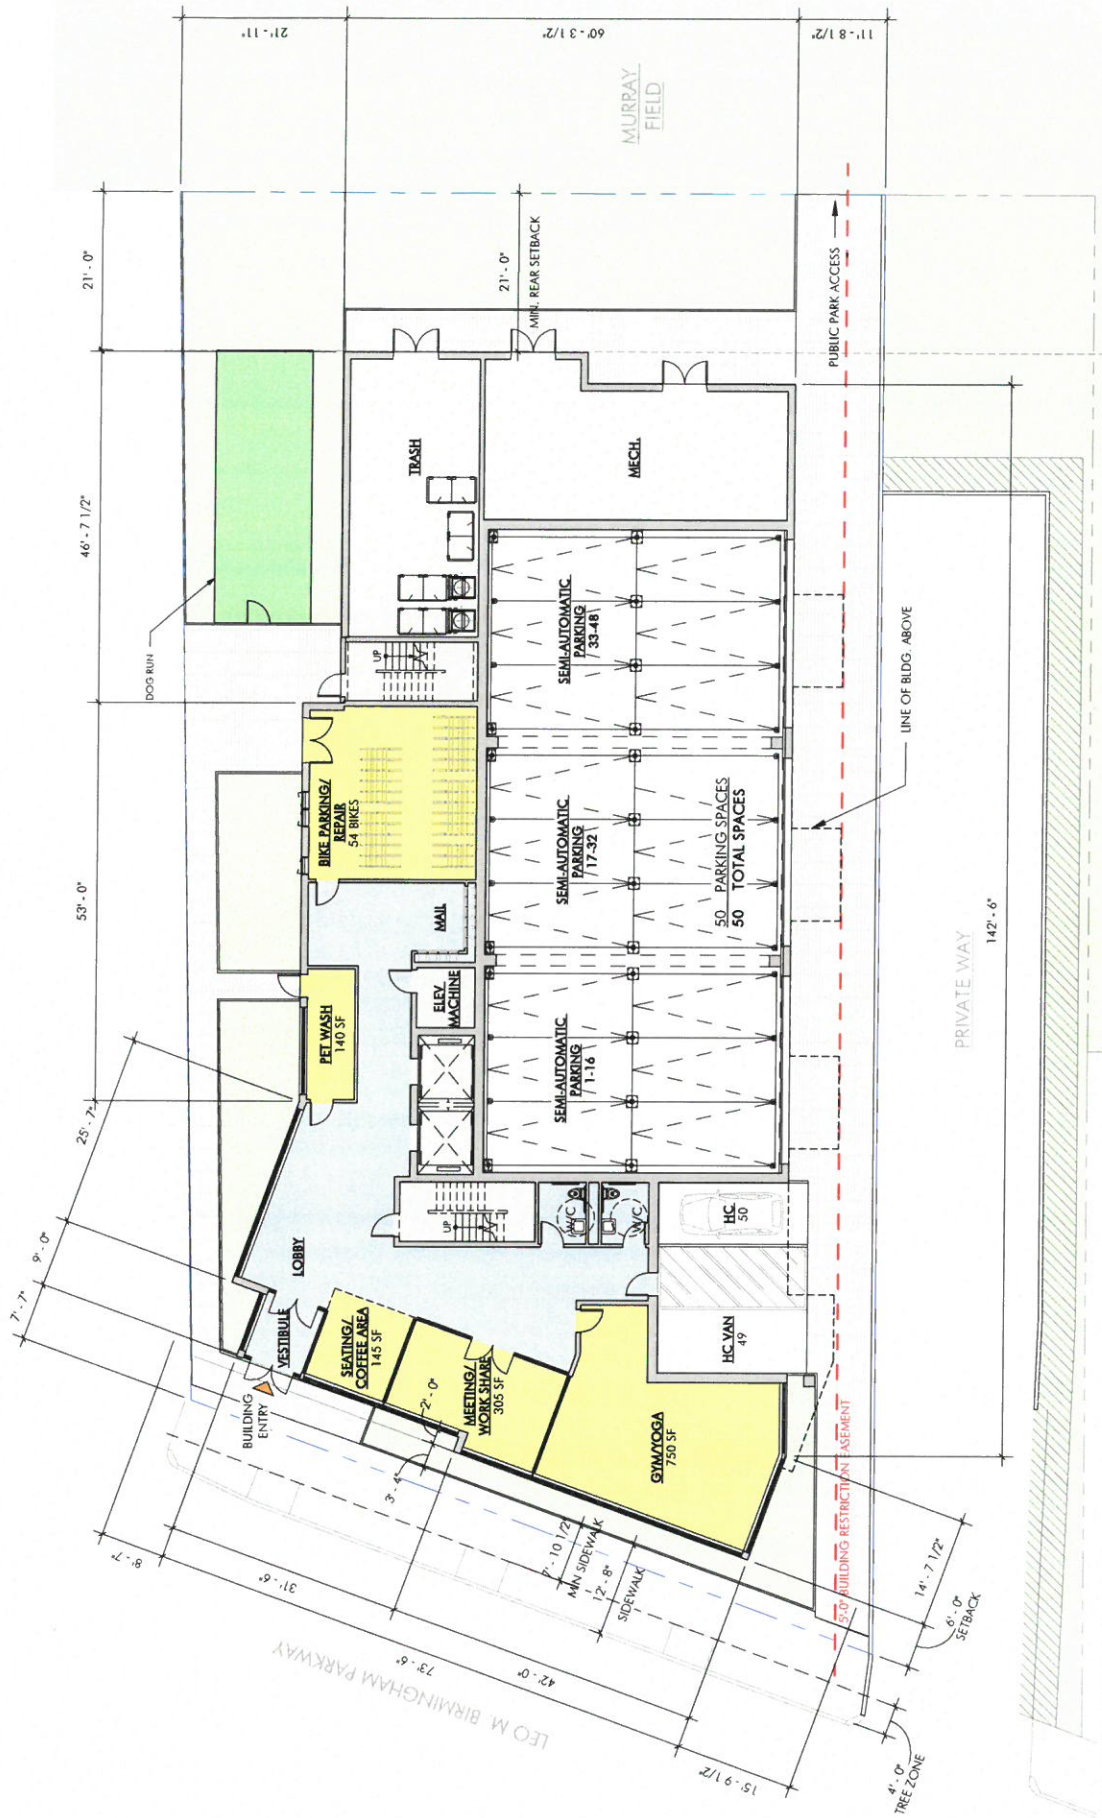 21' - 11"
60' - 3 1/2"
11' - 8 1/2"
MURRAY
FIELD
21' - 0"
21' - 0"
MIN. REAR SETBACK
PUBLIC PARK ACCESS
46' - 7 1/2"
DOG RUN
TRASH
MECH.
UP
SEMI-AUTOMATIC
PARKING
33-48
LINE OF BLDG. ABOVE
53' - 0"
BIKE PARKING/
REPAIR
54 BIKES
SEMI-AUTOMATIC
PARKING
17-32
50 PARKING SPACES
50 TOTAL SPACES
MAIL
ELEV
MACHINE
PET WASH
140 SF
SEMI-AUTOMATIC
PARKING
1-16
PRIVATE WAY
142' - 6"
25' - 7"
9' - 0"
7' - 7"
LOBBY
UP
W/C
W/C
HC
50
HC VAN
49
VESTIBULE
BUILDING
ENTRY
SEATING/
COFFEE AREA
145 SF
MEETING/
WORK SHARE
305 SF
GYM/YOGA
750 SF
2' - 0"
3' - 4"
7' - 10 1/2"
MIN SIDEWALK
12' - 8"
SIDEWALK
5'-0" BUILDING RESTRICTION EASEMENT
8' - 7"
31' - 6"
73' - 6"
42' - 0"
15' - 9 1/2"
14' - 7 1/2"
6' - 0"
SETBACK
4' - 0"
TREE ZONE
LEO M. BIRMINGHAM PARKWAY